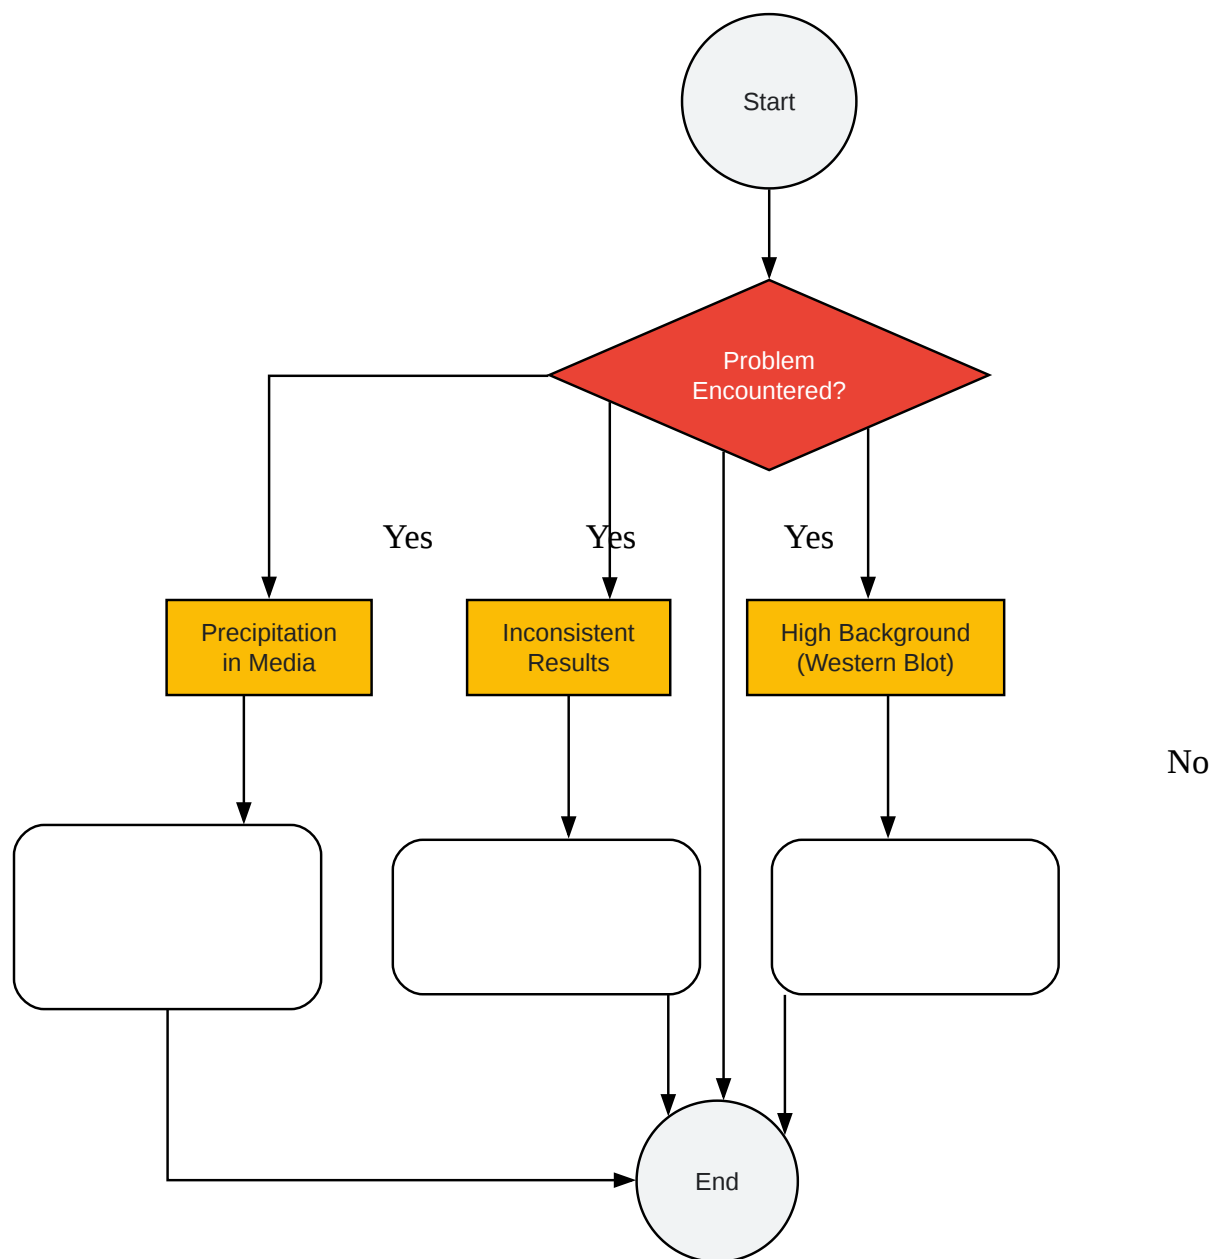 Start
Problem
Encountered?
Yes
Yes
Yes
Precipitation
in Media
Inconsistent
Results
High Background
(Western Blot)
No
End